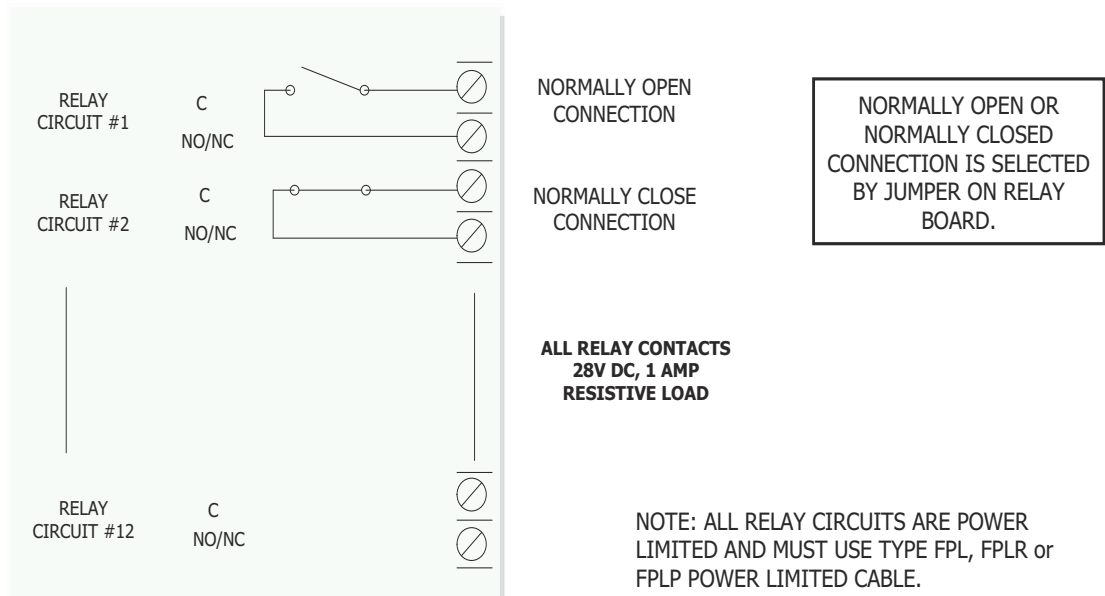 RELAY
CIRCUIT #1
C
NO/NC
NORMALLY OPEN
CONNECTION
NORMALLY OPEN OR
NORMALLY CLOSED
CONNECTION IS SELECTED
BY JUMPER ON RELAY
BOARD.
RELAY
CIRCUIT #2
C
NO/NC
NORMALLY CLOSE
CONNECTION
ALL RELAY CONTACTS
28V DC, 1 AMP
RESISTIVE LOAD
RELAY
CIRCUIT #12
C
NO/NC
NOTE: ALL RELAY CIRCUITS ARE POWER
LIMITED AND MUST USE TYPE FPL, FPLR or
FPLP POWER LIMITED CABLE.